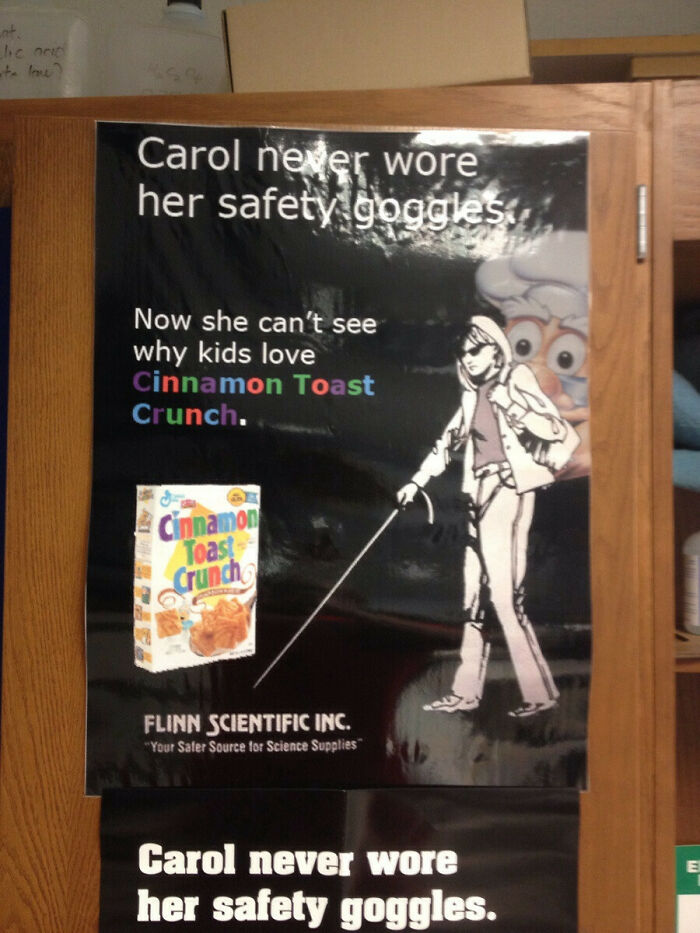 Carol never wore
her safety goggles.
Now she can't see
why kids love
Cinnamon Toast
Crunch.
Cinnamon
Toast
Crunch
FLINN SCIENTIFIC INC.
"Your Safer Source for Science Supplies"
Carol never wore
her safety goggles.